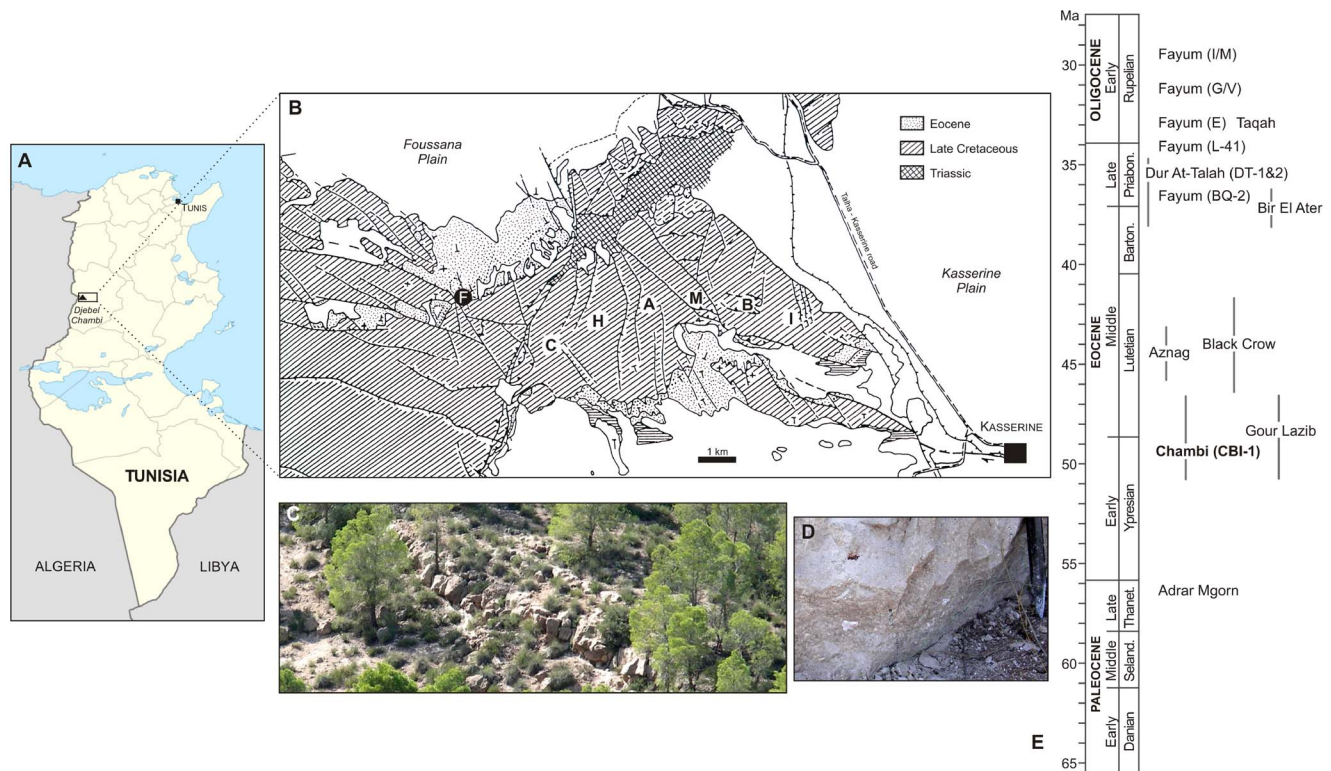 A
TUNIS
Djebel
Chambi
TUNISIA
ALGERIA
LIBYA
B
Foussana
Plain
Eocene
Late Cretaceous
Triassic
Talha - Kasserine road
Kasserine
Plain
F
C
H
A
M
B
I
KASSERINE
1 km
C
D
E
Ma
30
35
40
45
50
55
60
65
OLIGOCENE
EOCENE
PALEOCENE
Early
Late
Middle
Early
Late
Middle
Early
Rupelian
Priabon.
Barton.
Lutetian
Ypresian
Thanet.
Seland.
Danian
Fayum (I/M)
Fayum (G/V)
Fayum (E) Taqah
Fayum (L-41)
Dur At-Talah (DT-1&2)
Fayum (BQ-2)
Bir El Ater
Black Crow
Aznag
Gour Lazib
Chambi (CBI-1)
Adrar Mgorn